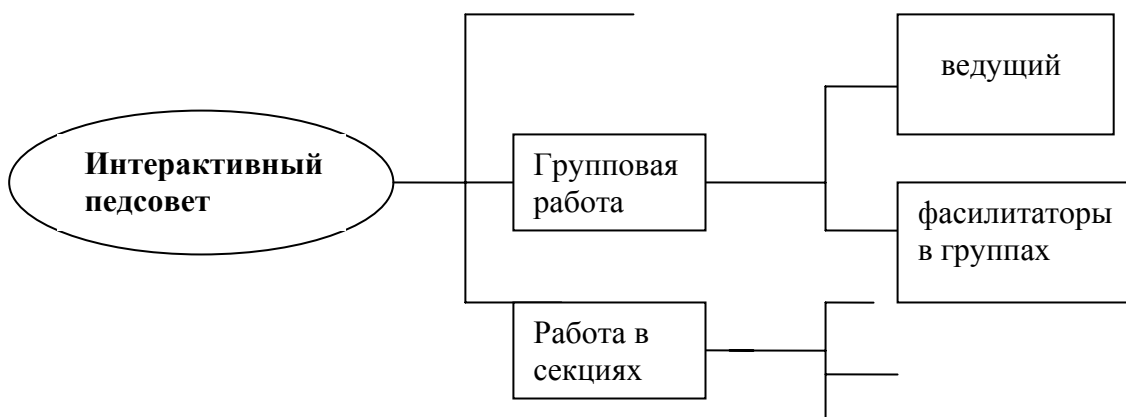 Интерактивный
педсовет
Групповая
работа
ведущий
фасилитаторы
в группах
Работа в
секциях